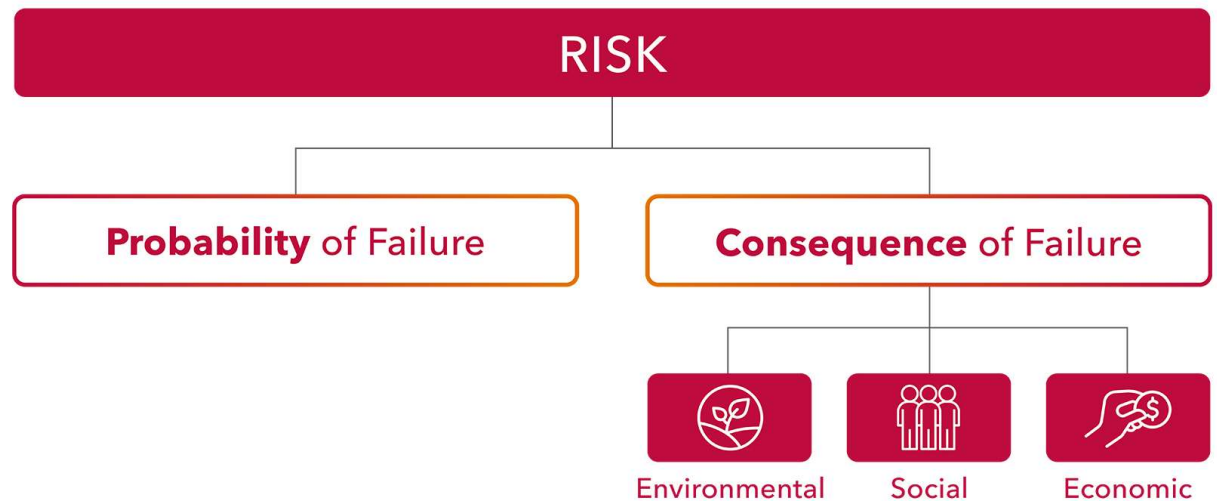 RISK
Probability of Failure
Consequence of Failure
$
Environmental
Social
Economic